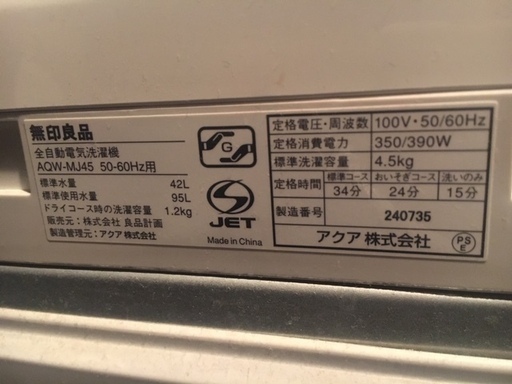 無印良品
全自動電気洗濯機
AQW-MJ45 50-60Hz用
標準水量 42L
標準使用水量 95L
ドライコース時の洗濯容量 1.2kg
販売元:株式会社 良品計画
製造管理元:アクア 株式会社
G
S
JET
Made in China
定格電圧・周波数 100V・50/60Hz
定格消費電力 350/390W
標準洗濯容量 4.5kg
定格時間 標準コース おいそぎコース 洗いのみ
34分 24分 15分
製造番号 240735
アクア 株式会社
PS
E